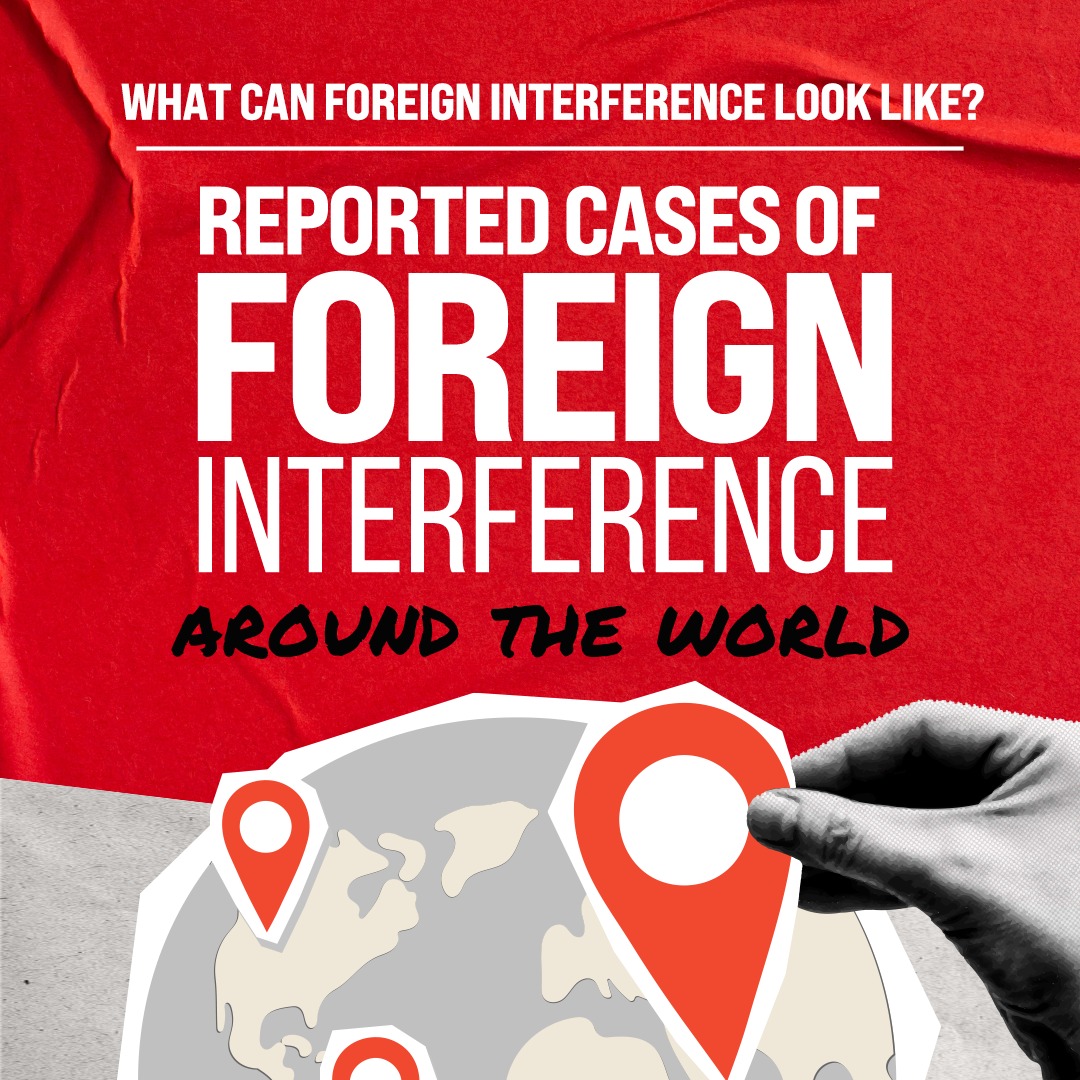 WHAT CAN FOREIGN INTERFERENCE LOOK LIKE?
REPORTED CASES OF
FOREIGN
INTERFERENCE
AROUND THE WORLD